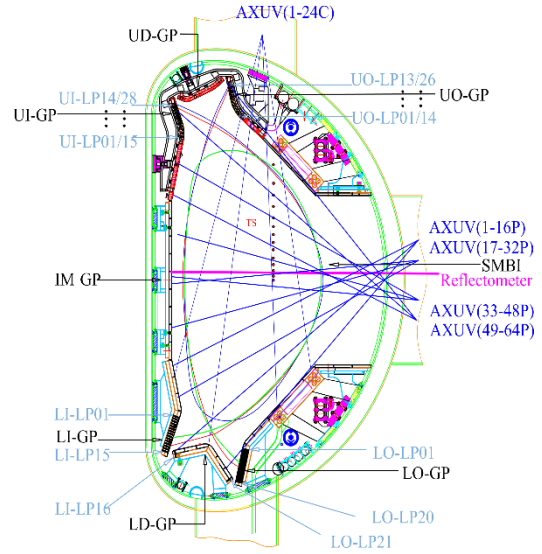 AXUV(1-24C)
UD-GP
UO-LP13/26
UO-GP
UI-LP14/28
UI-GP
UO-LP01/14
UI-LP01/15
TS
AXUV(1-16P)
AXUV(17-32P)
SMBI
IM GP
Reflectometer
AXUV(33-48P)
AXUV(49-64P)
LI-LP01
LI-GP
LO-LP01
LI-LP15
LO-GP
LI-LP16
LD-GP
LO-LP20
LO-LP21